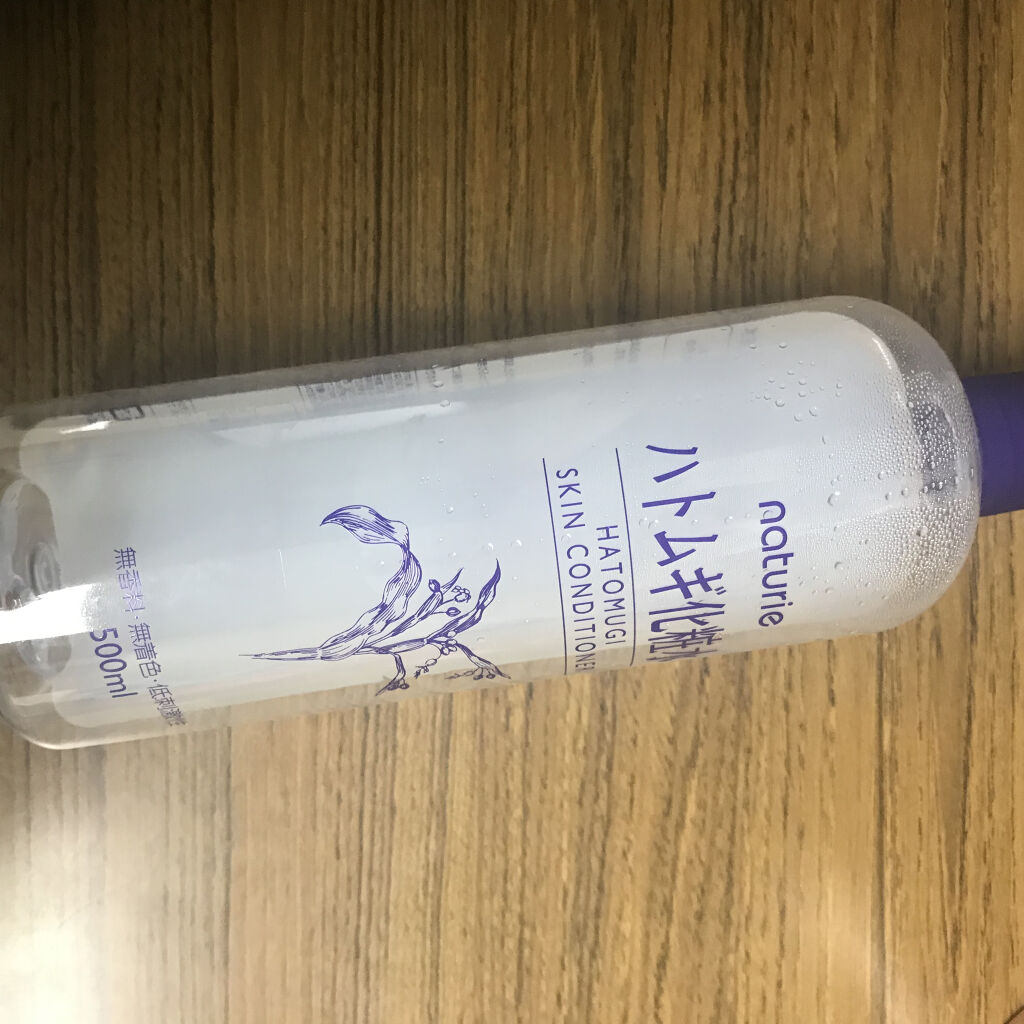 naturie
ハトムギ化粧水
HATOMUGI
SKIN CONDITIONER
無香料・無着色・低刺激性
500ml